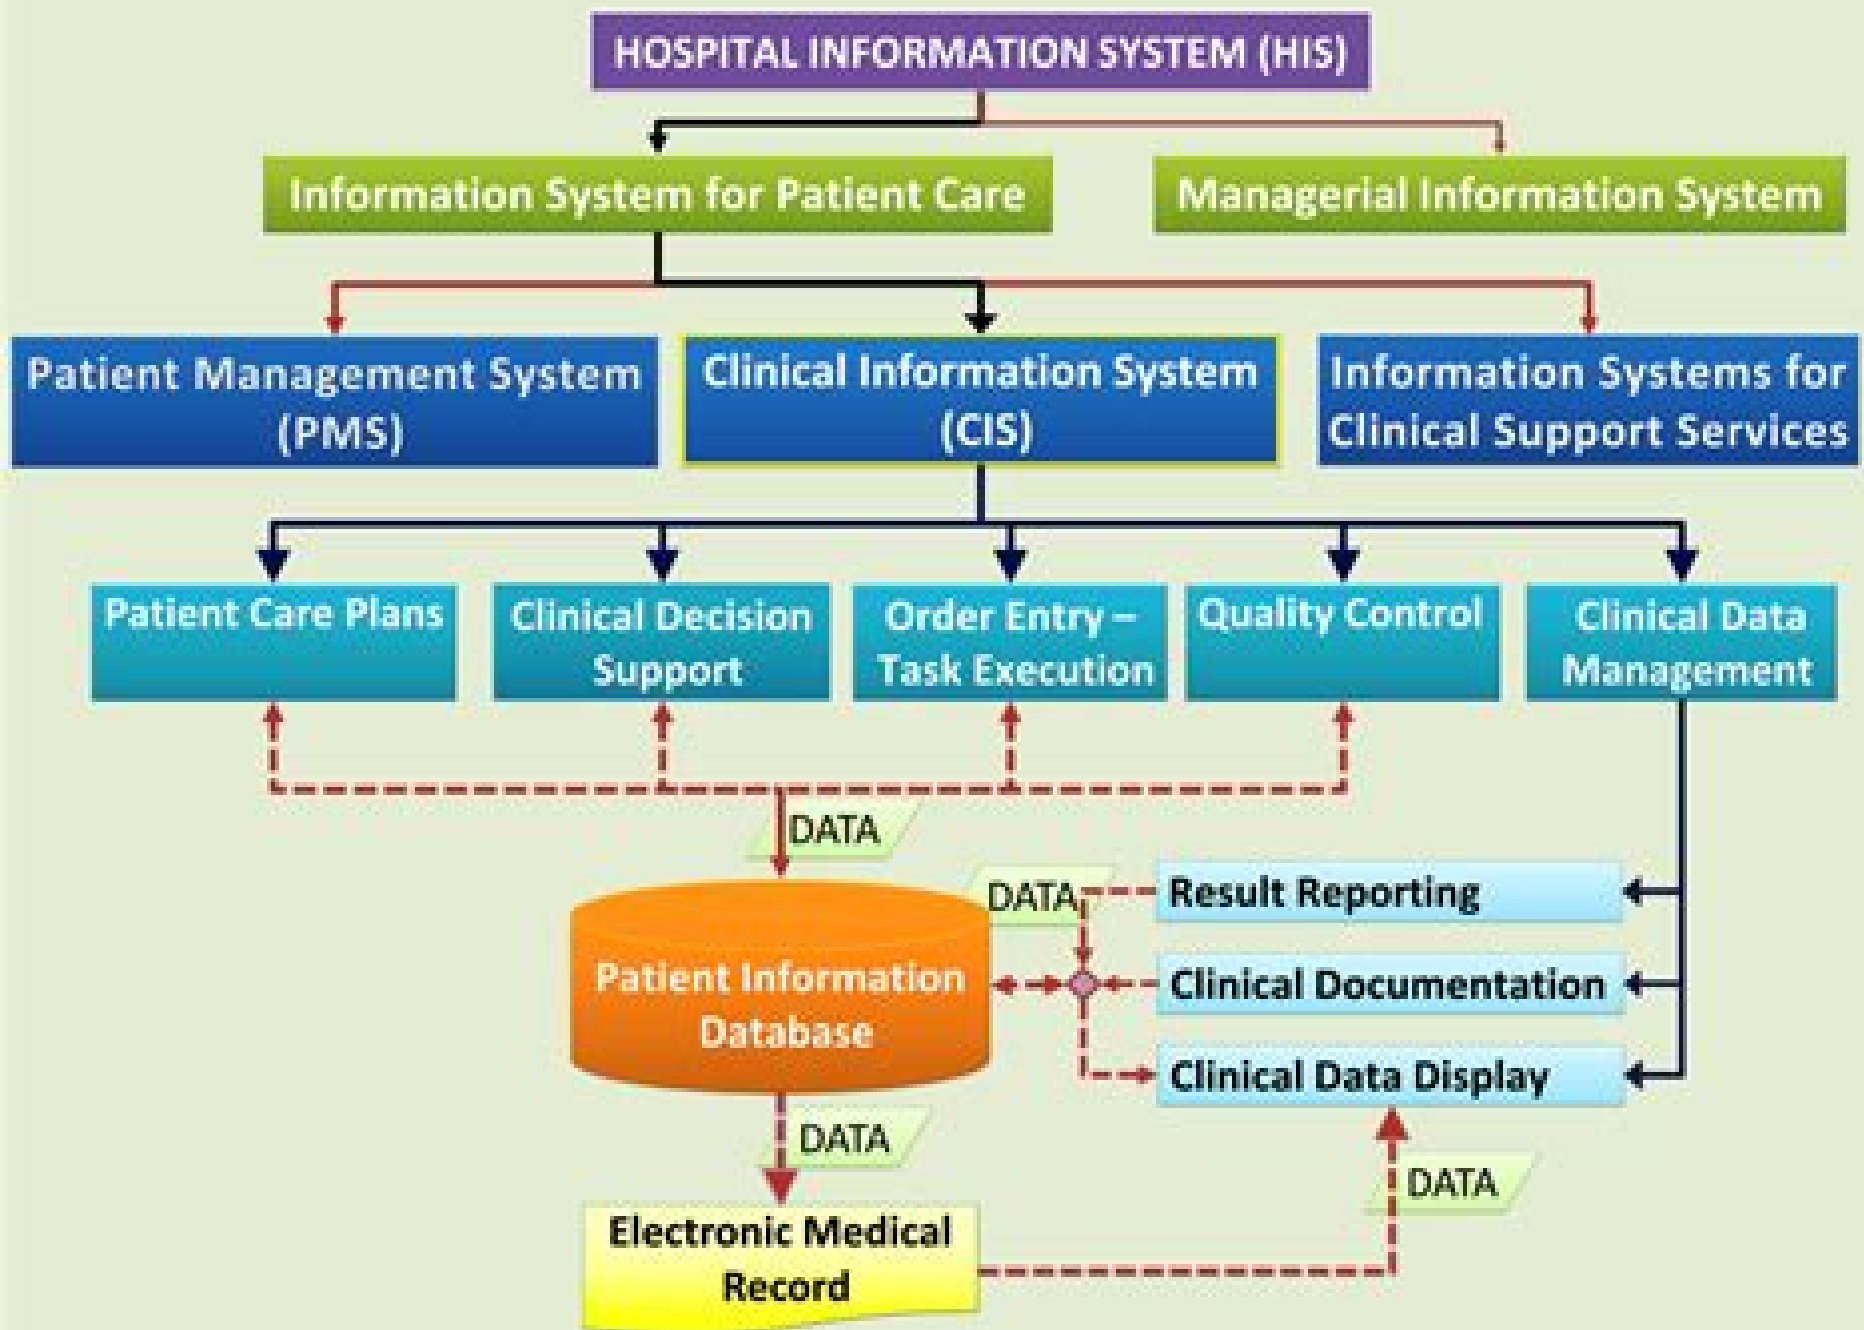 HOSPITAL INFORMATION SYSTEM (HIS)
Information System for Patient Care
Managerial Information System
Patient Management System
(PMS)
Clinical Information System
(CIS)
Information Systems for
Clinical Support Services
Patient Care Plans
Clinical Decision
Support
Order Entry –
Task Execution
Quality Control
Clinical Data
Management
DATA
DATA
Result Reporting
Patient Information
Database
Clinical Documentation
Clinical Data Display
DATA
DATA
Electronic Medical
Record